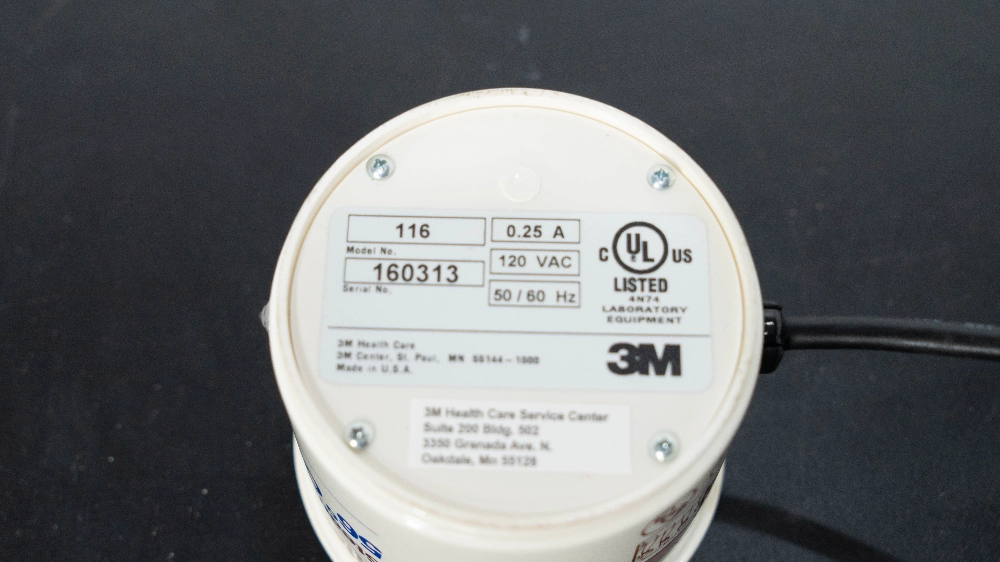 116
Model No.
160313
Serial No.
0.25 A
120 VAC
50 / 60 Hz
C UL US
®
LISTED
4N74
LABORATORY
EQUIPMENT
3M Health Care
3M Center, St. Paul, MN 55144-1000
Made in U.S.A.
3M
3M Health Care Service Center
Suite 200 Bldg. 502
3350 Granada Ave. N.
Oakdale, Mn 55128